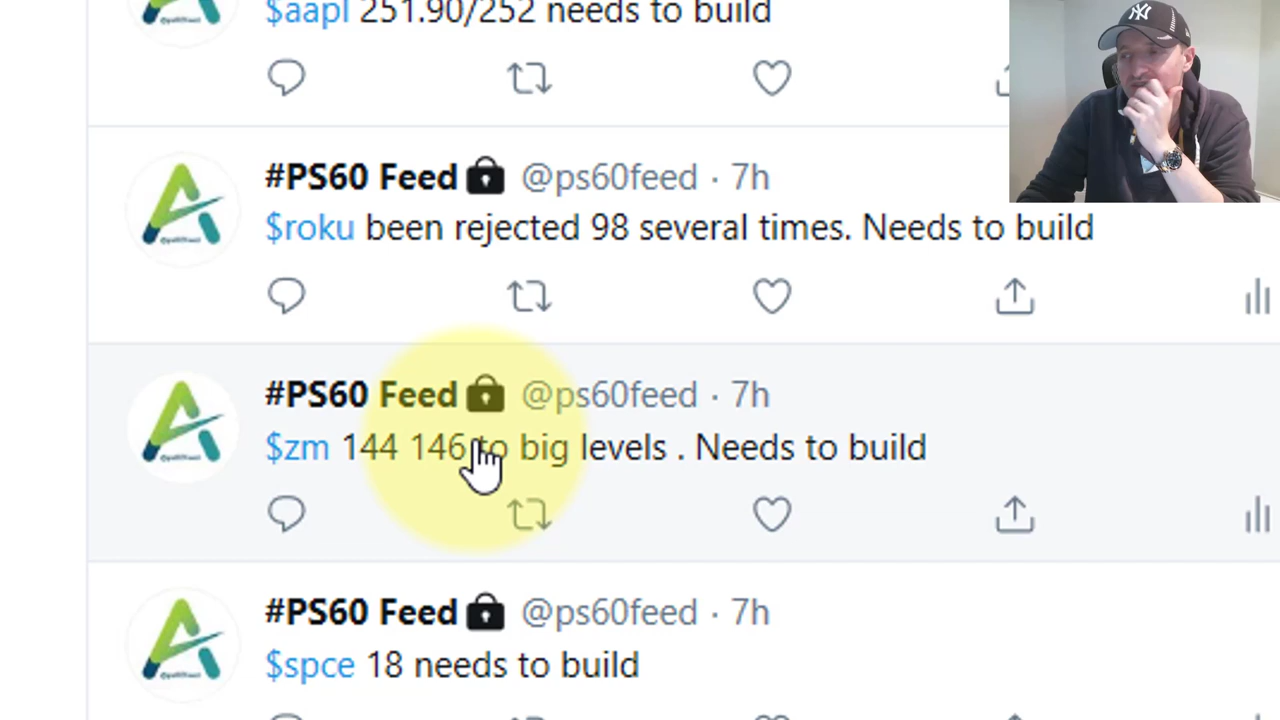 $aapl 251.90/252 needs to build
#PS60 Feed @ps60feed · 7h
$roku been rejected 98 several times. Needs to build
#PS60 Feed @ps60feed · 7h
$zm 144 146 to big levels . Needs to build
#PS60 Feed @ps60feed · 7h
$spce 18 needs to build